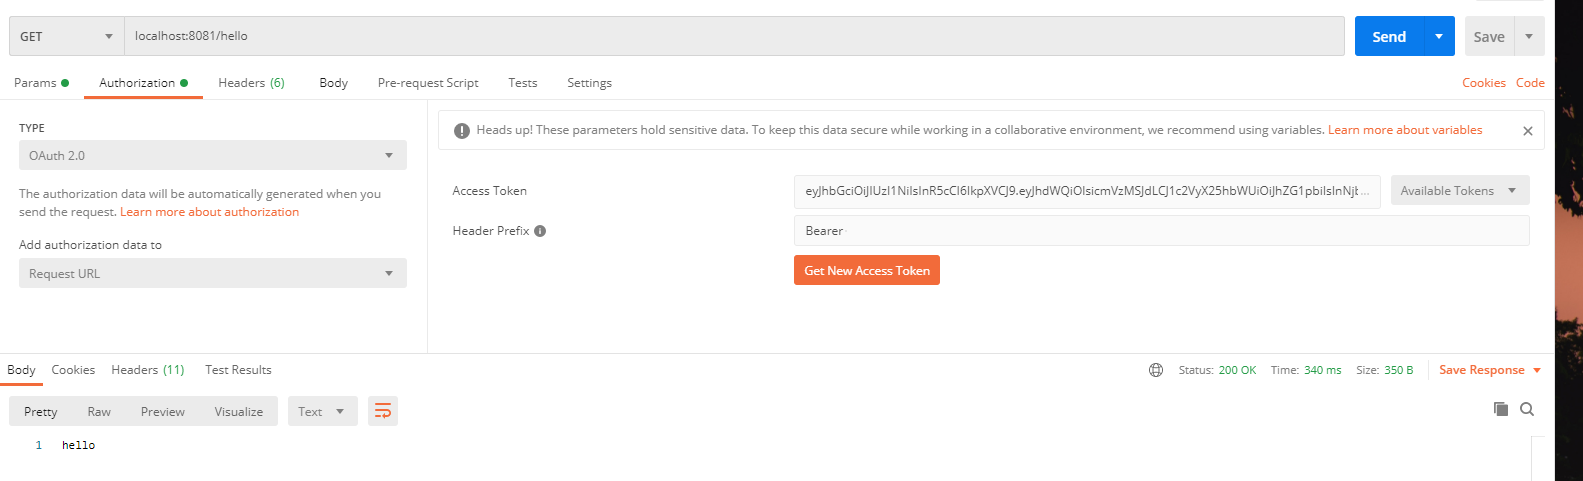 GET
localhost:8081/hello
Send
Save
Params
Authorization
Headers (6)
Body
Pre-request Script
Tests
Settings
Cookies
Code
TYPE
OAuth 2.0
The authorization data will be automatically generated when you
send the request. Learn more about authorization
Add authorization data to
Request URL
Heads up! These parameters hold sensitive data. To keep this data secure while working in a collaborative environment, we recommend using variables. Learn more about variables
Access Token
Available Tokens
Header Prefix
Bearer
Get New Access Token
Body
Cookies
Headers (11)
Test Results
Status: 200 OK
Time: 340 ms
Size: 350 B
Save Response
Pretty
Raw
Preview
Visualize
Text
1 hello